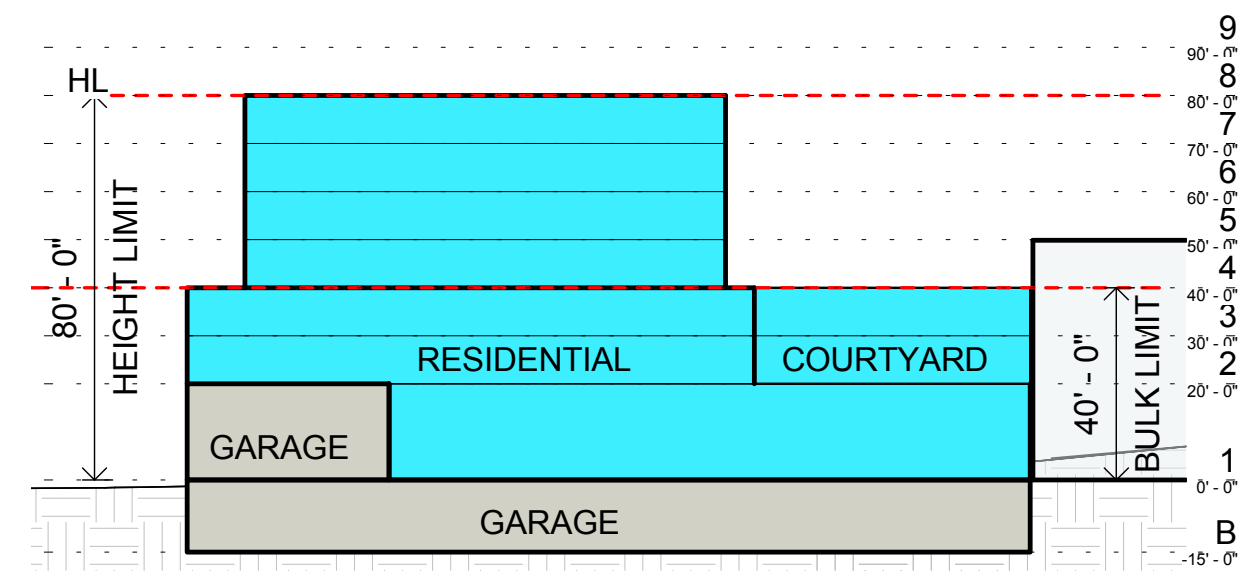 9
90' - 0"
HL
8
80' - 0"
7
70' - 0"
6
60' - 0"
5
50' - 0"
4
40' - 0"
3
30' - 0"
2
20' - 0"
1
0' - 0"
B
-15' - 0"
80' - 0"
HEIGHT LIMIT
RESIDENTIAL
COURTYARD
GARAGE
GARAGE
40' - 0"
BULK LIMIT